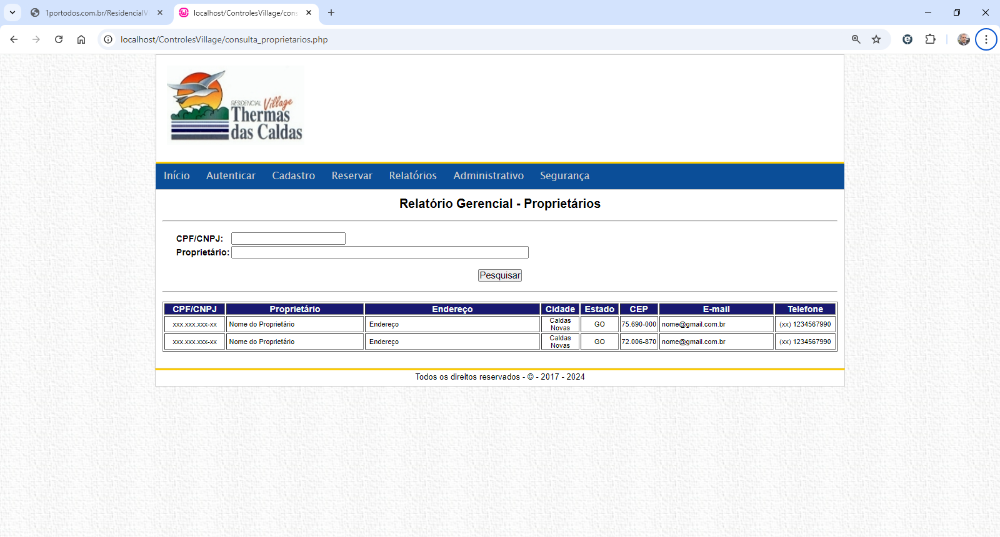 1portodos.com.br/ResidencialV
localhost/ControlesVillage/cons
localhost/ControlesVillage/consulta_proprietarios.php
RESIDENCIAL Village
Thermas
das Caldas
Início Autenticar Cadastro Reservar Relatórios Administrativo Segurança
Relatório Gerencial - Proprietários
CPF/CNPJ:
Proprietário:
Pesquisar
CPF/CNPJ Proprietário Endereço Cidade Estado CEP E-mail Telefone
xxx.xxx.xxx-xx Nome do Proprietário Endereço Caldas Novas GO 75.690-000 nome@gmail.com.br (xx) 1234567990
xxx.xxx.xxx-xx Nome do Proprietário Endereço Caldas Novas GO 72.006-870 nome@gmail.com.br (xx) 1234567990
Todos os direitos reservados - © - 2017 - 2024